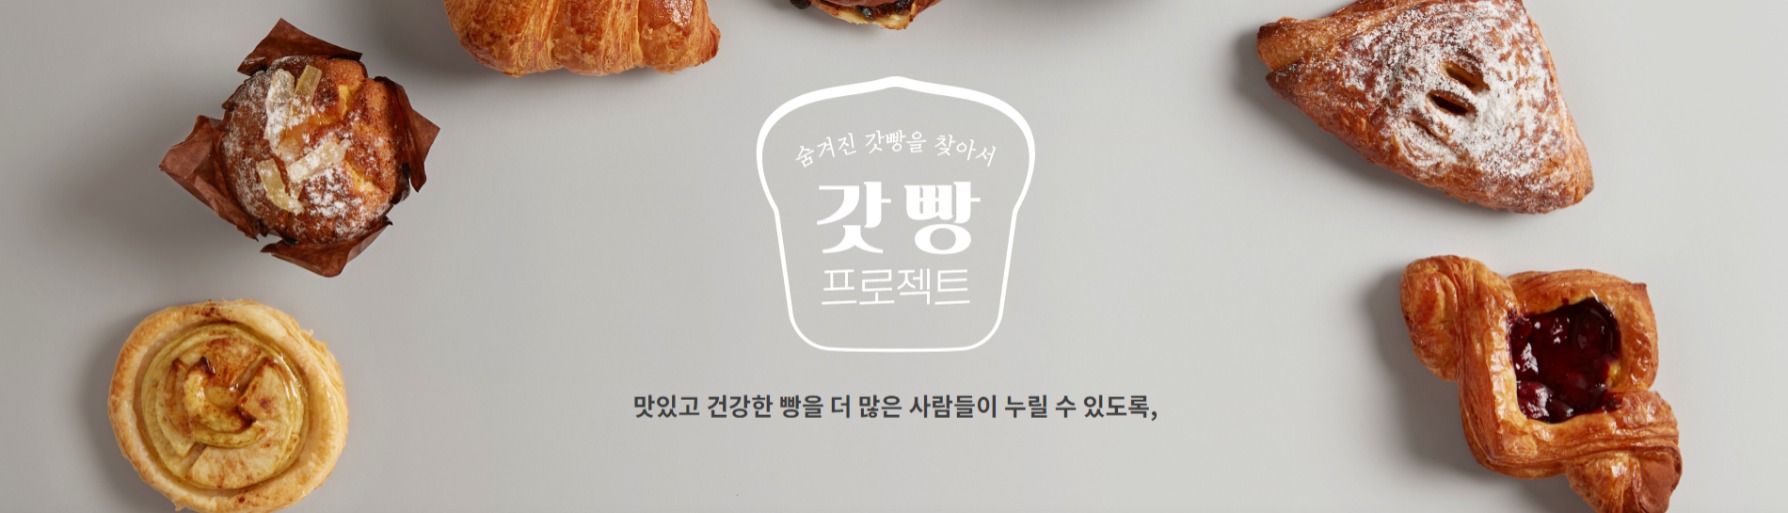 숨겨진 갓빵을 찾아서
갓빵
프로젝트
맛있고 건강한 빵을 더 많은 사람들이 누릴 수 있도록,